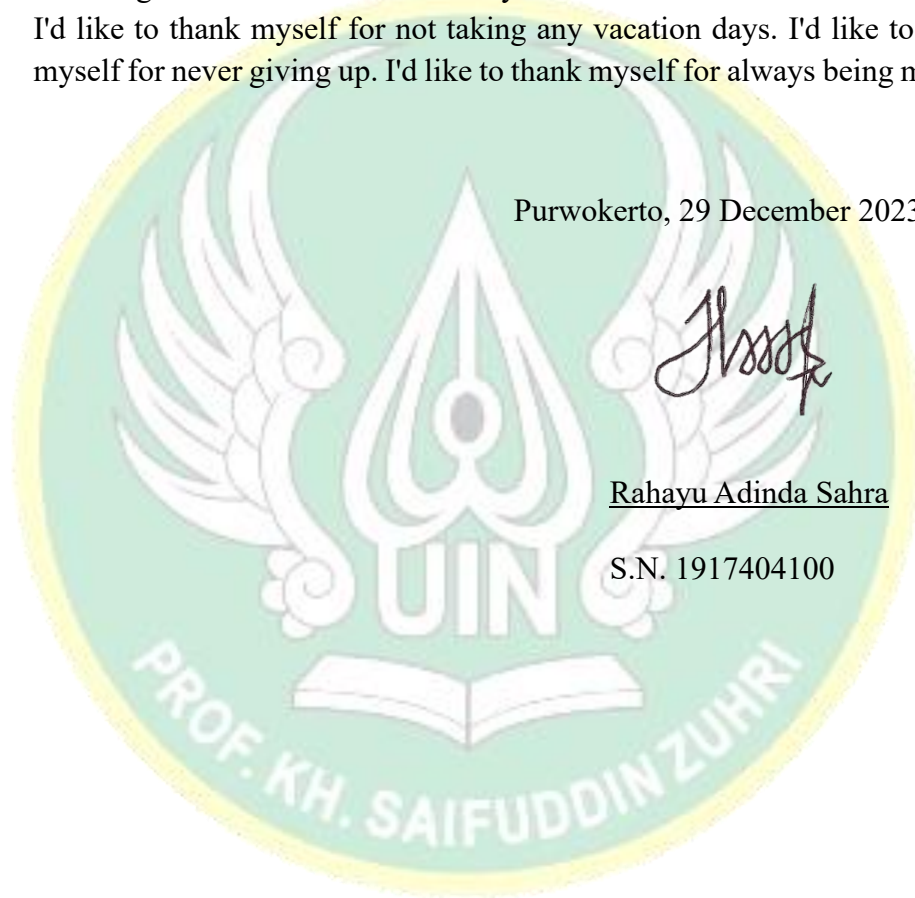 I'd like to thank myself for not taking any vacation days. I'd like to
myself for never giving up. I'd like to thank myself for always being
Purwokerto, 29 December 2023
Rahayu Adinda Sahra
S.N. 1917404100
UIN
PROF. KH. SAIFUDDIN ZUHRI